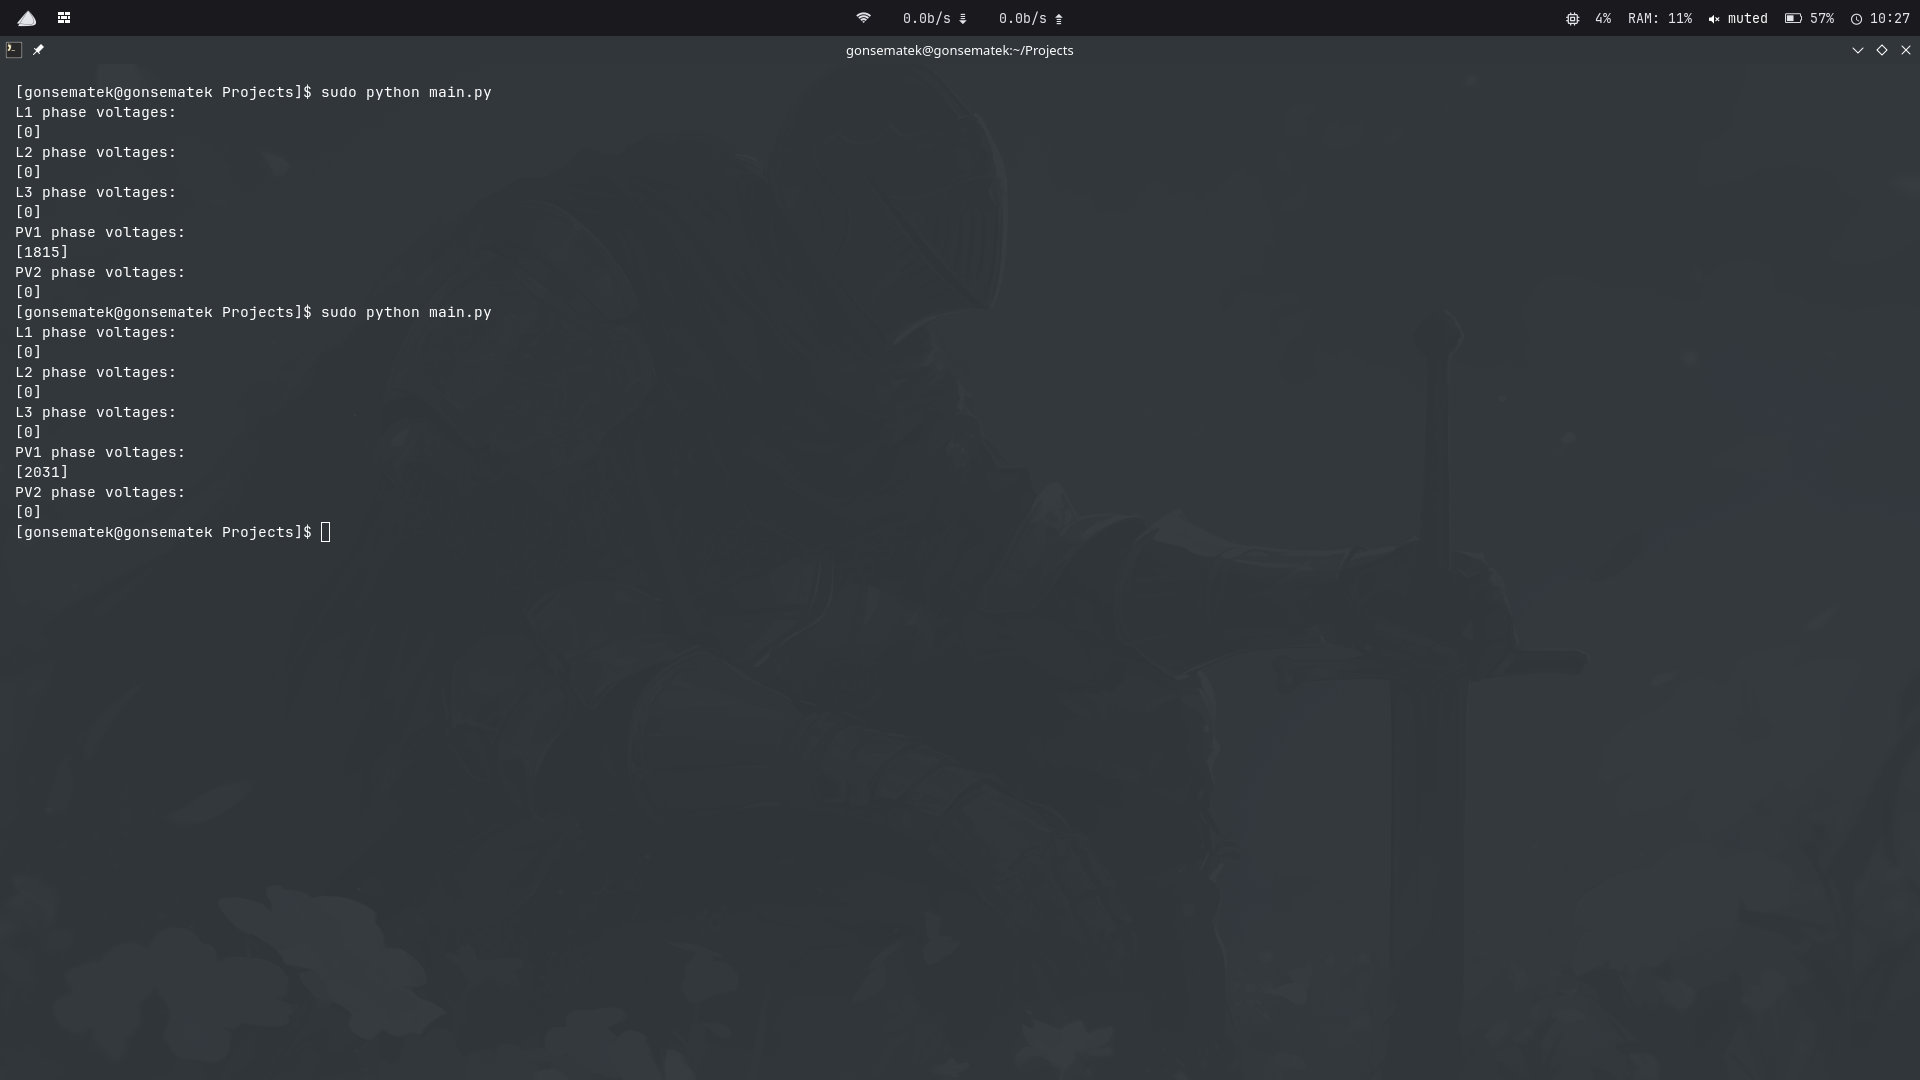 0.0b/s 0.0b/s 4% RAM: 11% muted 57% 10:27
gonsematek@gonsematek:~/Projects
[gonsematek@gonsematek Projects]$ sudo python main.py
L1 phase voltages:
[0]
L2 phase voltages:
[0]
L3 phase voltages:
[0]
PV1 phase voltages:
[1815]
PV2 phase voltages:
[0]
[gonsematek@gonsematek Projects]$ sudo python main.py
L1 phase voltages:
[0]
L2 phase voltages:
[0]
L3 phase voltages:
[0]
PV1 phase voltages:
[2031]
PV2 phase voltages:
[0]
[gonsematek@gonsematek Projects]$